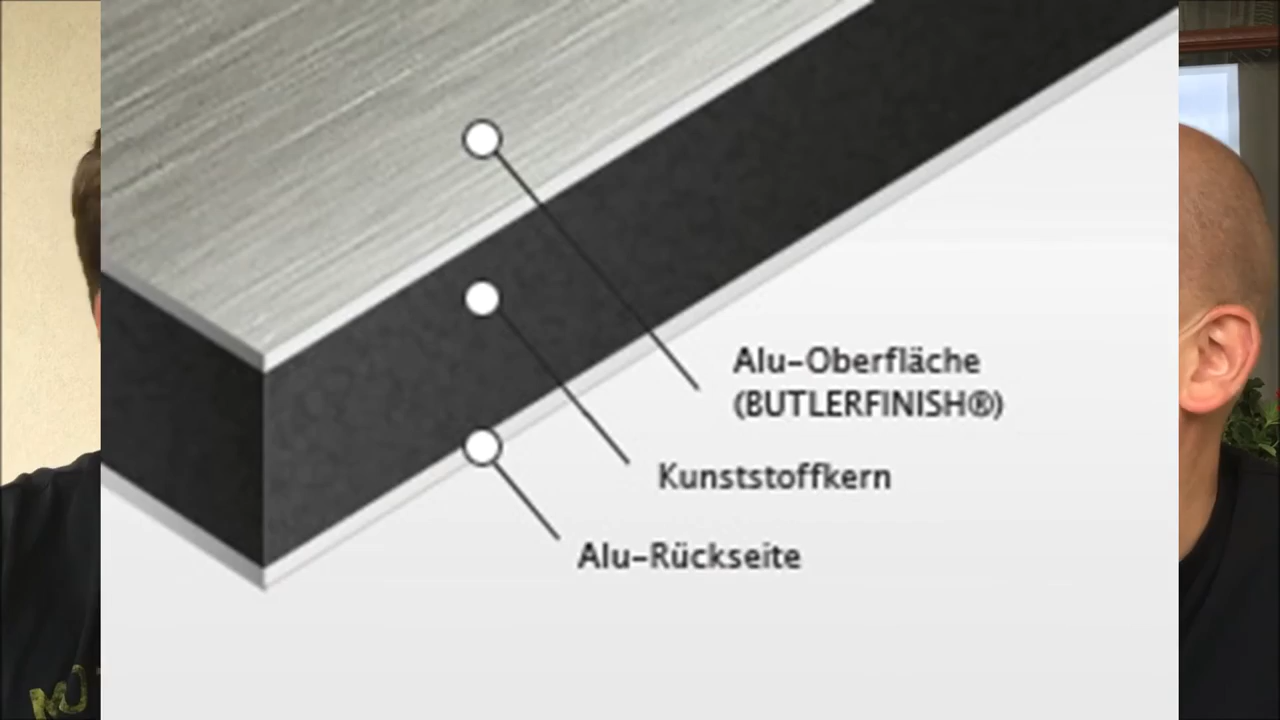 Alu-Oberfläche
(BUTLERFINISH®)
Kunststoffkern
Alu-Rückseite